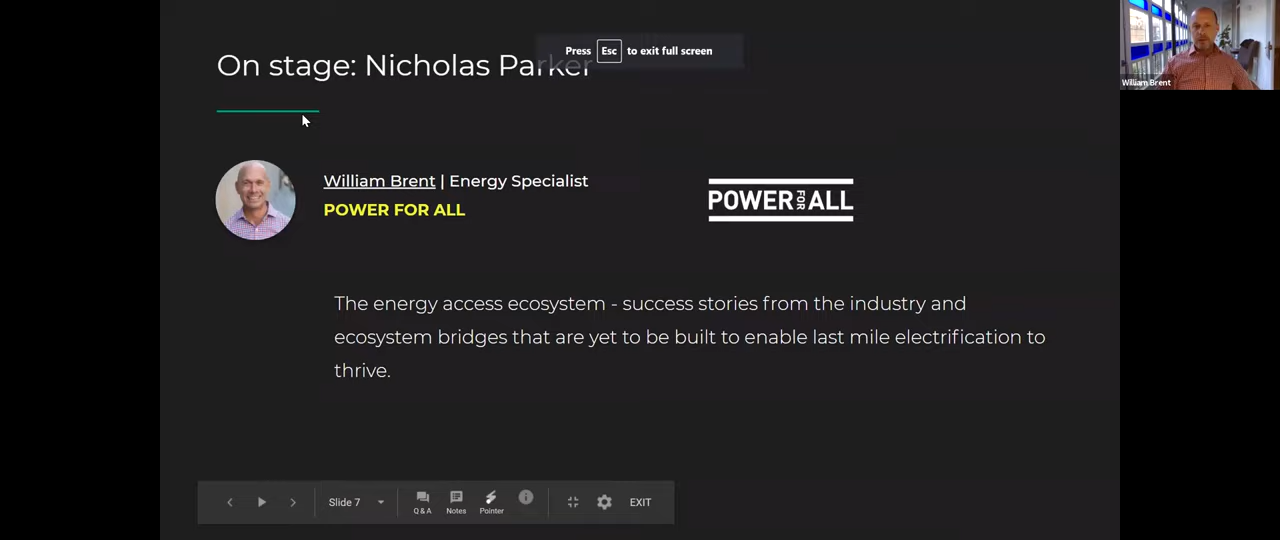 On stage: Nicholas Parker
Press Esc to exit full screen
William Brent
William Brent | Energy Specialist
POWER FOR ALL
POWER FOR ALL
The energy access ecosystem - success stories from the industry and
ecosystem bridges that are yet to be built to enable last mile electrification to
thrive.
Slide 7
Q & A
Notes
Pointer
EXIT